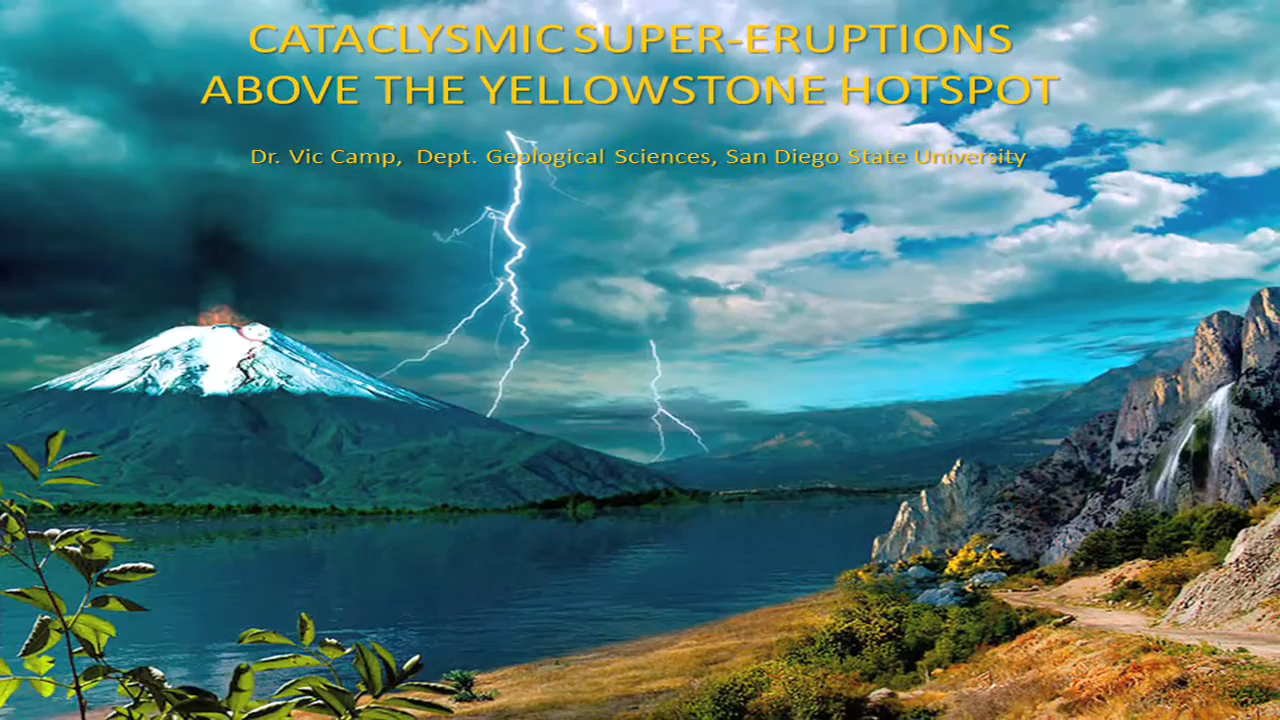 CATACLYSMIC SUPER-ERUPTIONS
ABOVE THE YELLOWSTONE HOTSPOT
Dr. Vic Camp, Dept. Geological Sciences, San Diego State University